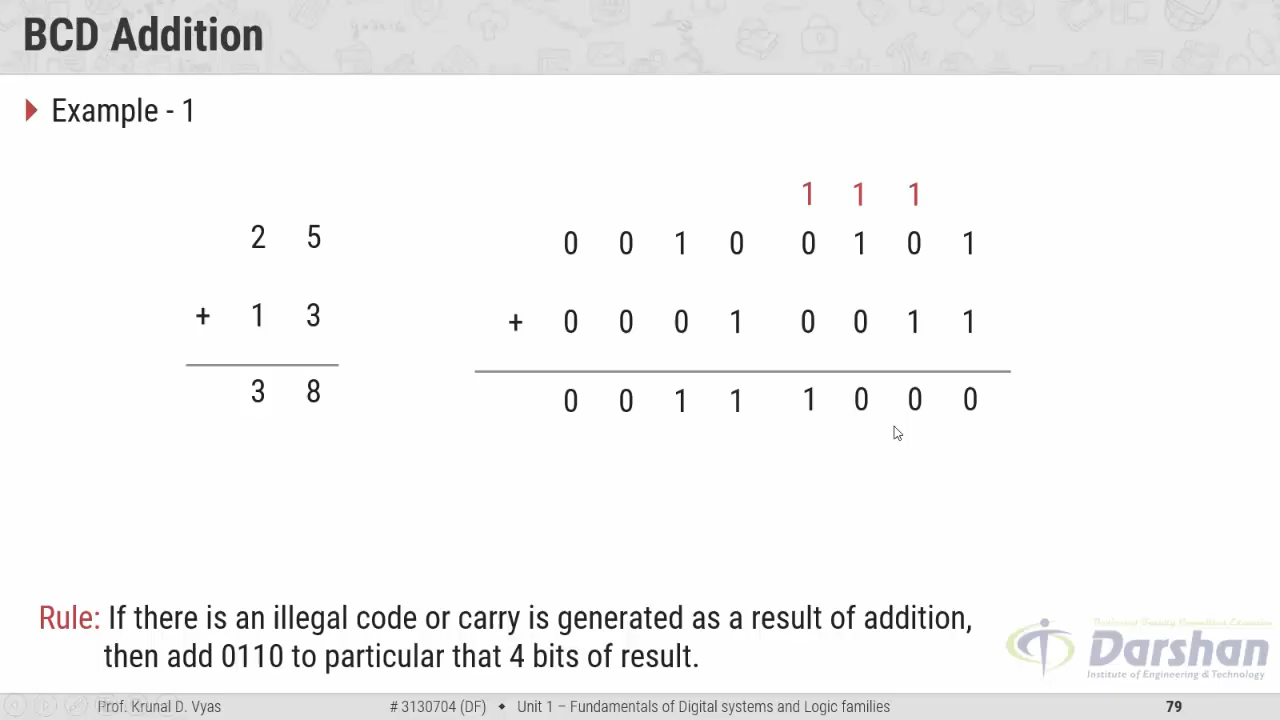 BCD Addition
Example - 1
1 1 1
2 5
0 0 1 0 0 1 0 1
+ 1 3
+ 0 0 0 1 0 0 1 1
3 8
0 0 1 1 1 0 0 0
Rule: If there is an illegal code or carry is generated as a result of addition,
then add 0110 to particular that 4 bits of result.
Darshan
Institute of Engineering & Technology
Prof. Krunal D. Vyas
# 3130704 (DF) ◆ Unit 1 – Fundamentals of Digital systems and Logic families
79